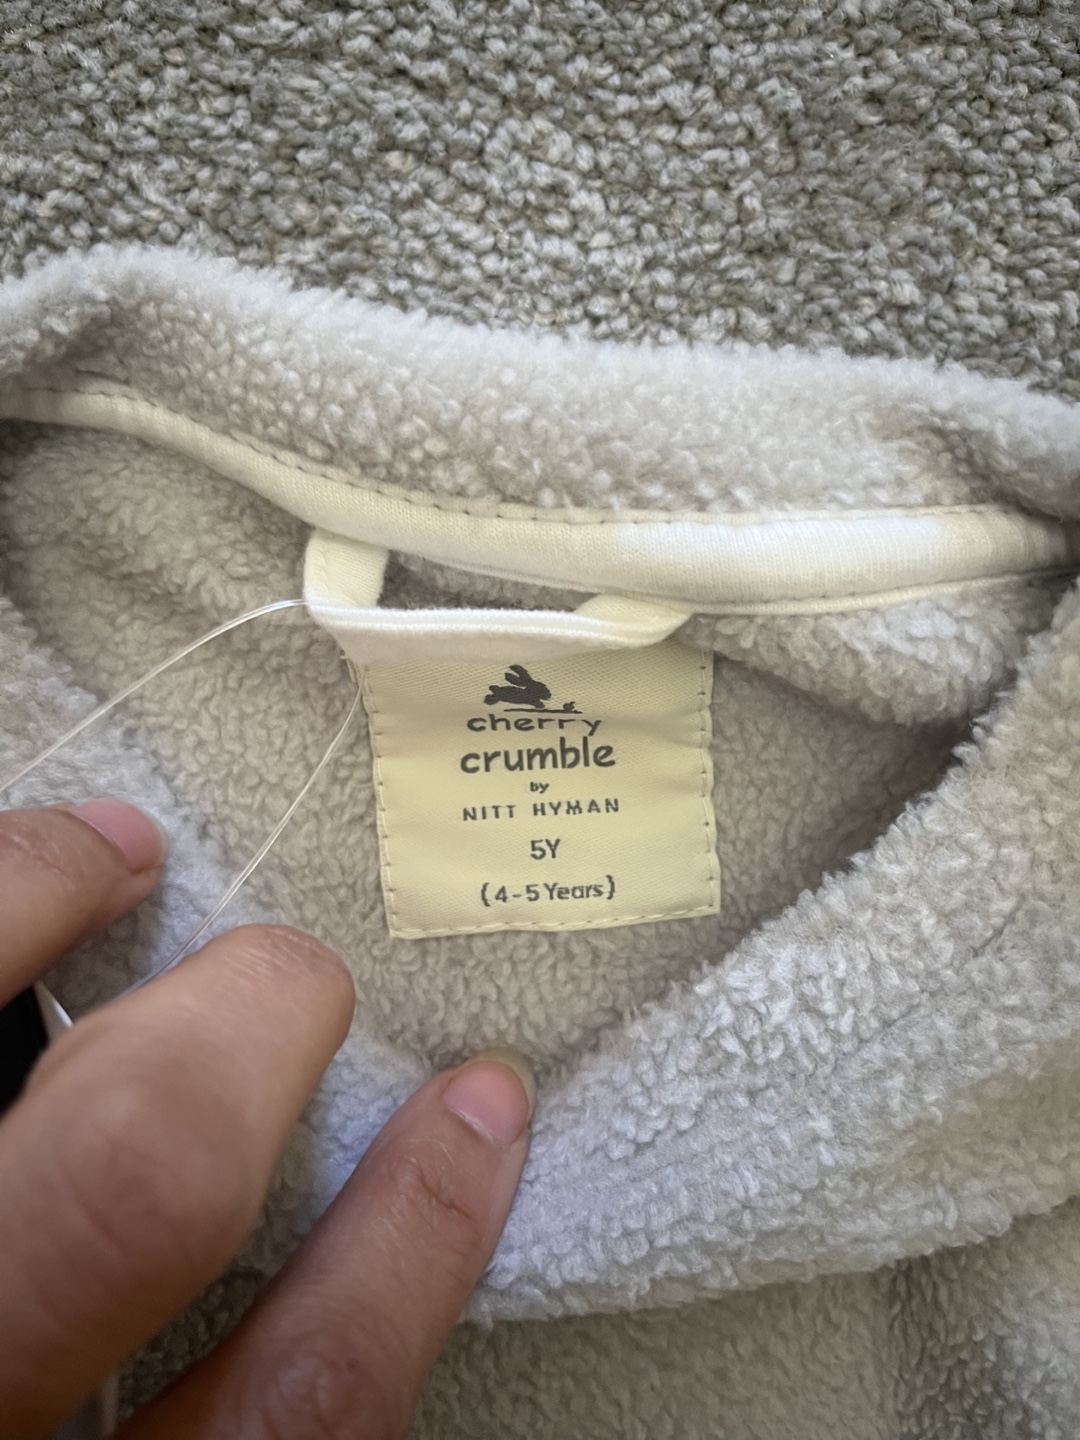 cherry
crumble
by
NITT HYMAN
5Y
(4-5 Years)